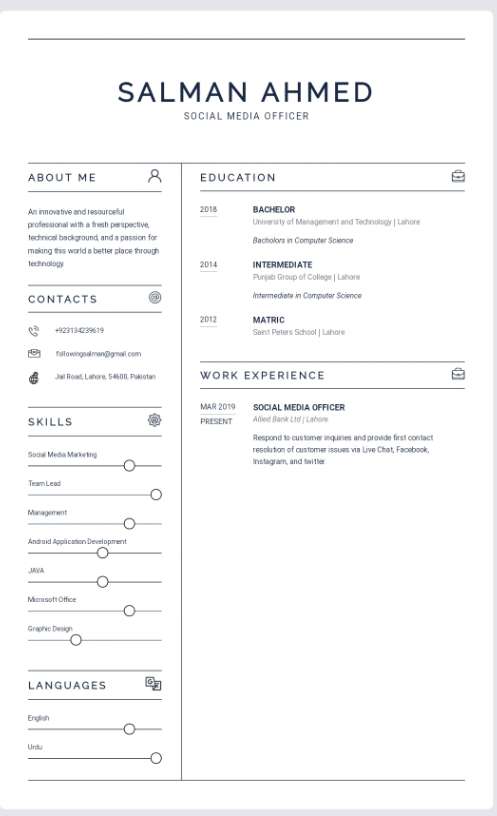 SALMAN AHMED
SOCIAL MEDIA OFFICER
ABOUT ME
An innovative and resourceful
professional with a fresh perspective,
technical background, and a passion for
making this world a better place through
technology.
CONTACTS
+923134239619
followingsalman@gmail.com
Jail Road, Lahore, 54600, Pakistan
SKILLS
Social Media Marketing
Team Lead
Management
Android Application Development
JAVA
Microsoft Office
Graphic Design
LANGUAGES
English
Urdu
EDUCATION
2018
BACHELOR
University of Management and Technology | Lahore
Bachelors in Computer Science
2014
INTERMEDIATE
Punjab Group of College | Lahore
Intermediate in Computer Science
2012
MATRIC
Saint Peters School | Lahore
WORK EXPERIENCE
MAR 2019
PRESENT
SOCIAL MEDIA OFFICER
Allied Bank Ltd | Lahore
Respond to customer inquiries and provide first contact
resolution of customer issues via Live Chat, Facebook,
Instagram, and twitter